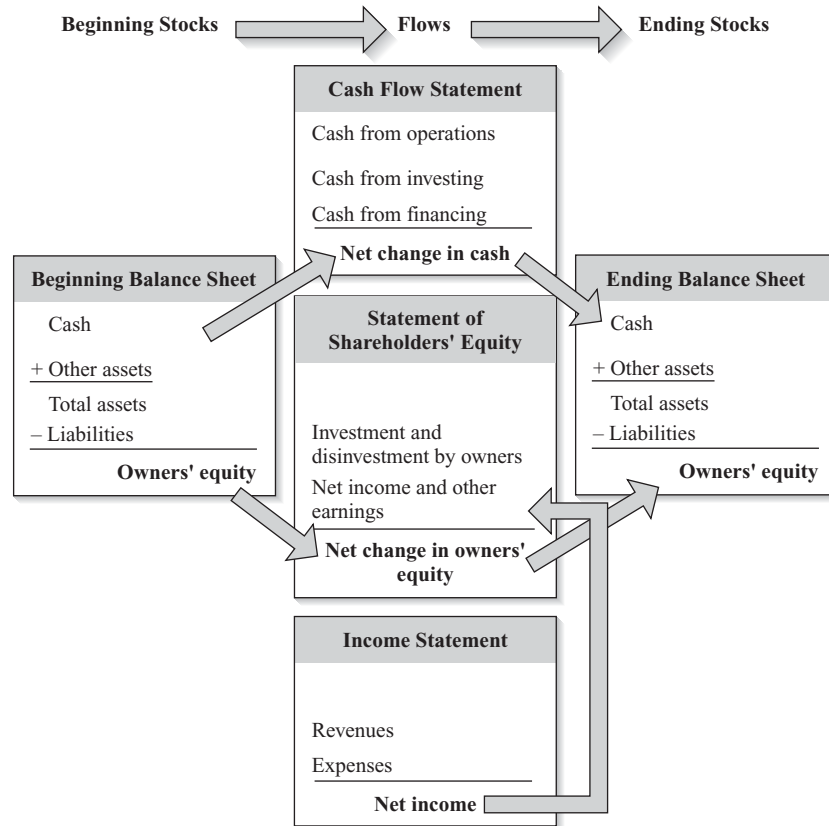 Beginning Stocks Flows Ending Stocks
Cash Flow Statement
Cash from operations
Cash from investing
Cash from financing
Net change in cash
Beginning Balance Sheet
Cash
+ Other assets
Total assets
– Liabilities
Owners' equity
Statement of
Shareholders' Equity
Investment and
disinvestment by owners
Net income and other
earnings
Net change in owners'
equity
Income Statement
Revenues
Expenses
Net income
Ending Balance Sheet
Cash
+ Other assets
Total assets
– Liabilities
Owners' equity